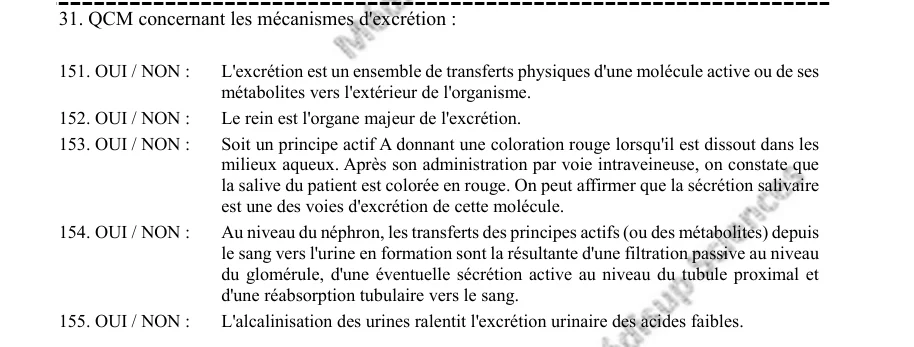 31. QCM concernant les mécanismes d'excrétion :
151. OUI / NON : L'excrétion est un ensemble de transferts physiques d'une molécule active ou de ses
métabolites vers l'extérieur de l'organisme.
152. OUI / NON : Le rein est l'organe majeur de l'excrétion.
153. OUI / NON : Soit un principe actif A donnant une coloration rouge lorsqu'il est dissout dans les
milieux aqueux. Après son administration par voie intraveineuse, on constate que
la salive du patient est colorée en rouge. On peut affirmer que la sécrétion salivaire
est une des voies d'excrétion de cette molécule.
154. OUI / NON : Au niveau du néphron, les transferts des principes actifs (ou des métabolites) depuis
le sang vers l'urine en formation sont la résultante d'une filtration passive au niveau
du glomérule, d'une éventuelle sécrétion active au niveau du tubule proximal et
d'une réabsorption tubulaire vers le sang.
155. OUI / NON : L'alcalinisation des urines ralentit l'excrétion urinaire des acides faibles.
Médisup Sciences